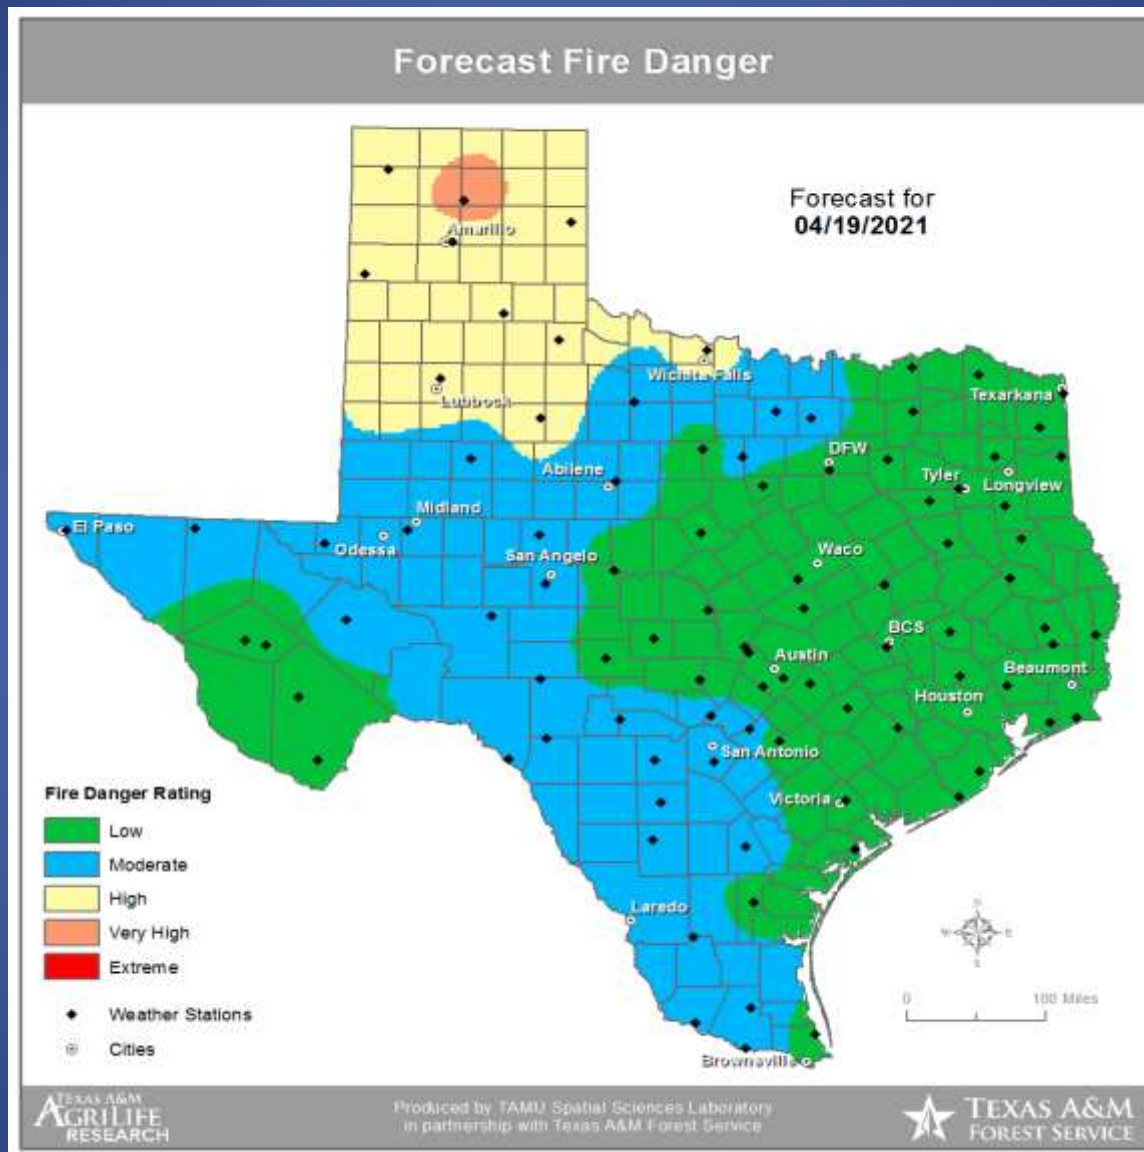 Forecast Fire Danger
Forecast for
04/19/2021
Amarillo
Wichita Falls
Lubbock
Texarkana
DFW
Abilene
Tyler
Longview
El Paso
Midland
Odessa
San Angelo
Waco
BCS
Austin
Beaumont
Houston
San Antonio
Victoria
Laredo
Brownsville
Fire Danger Rating
Low
Moderate
High
Very High
Extreme
Weather Stations
Cities
N
W E
S
0 100 Miles
TEXAS A&M
AGRILIFE
RESEARCH
Produced by TAMU Spatial Sciences Laboratory
in partnership with Texas A&M Forest Service
TEXAS A&M
FOREST SERVICE